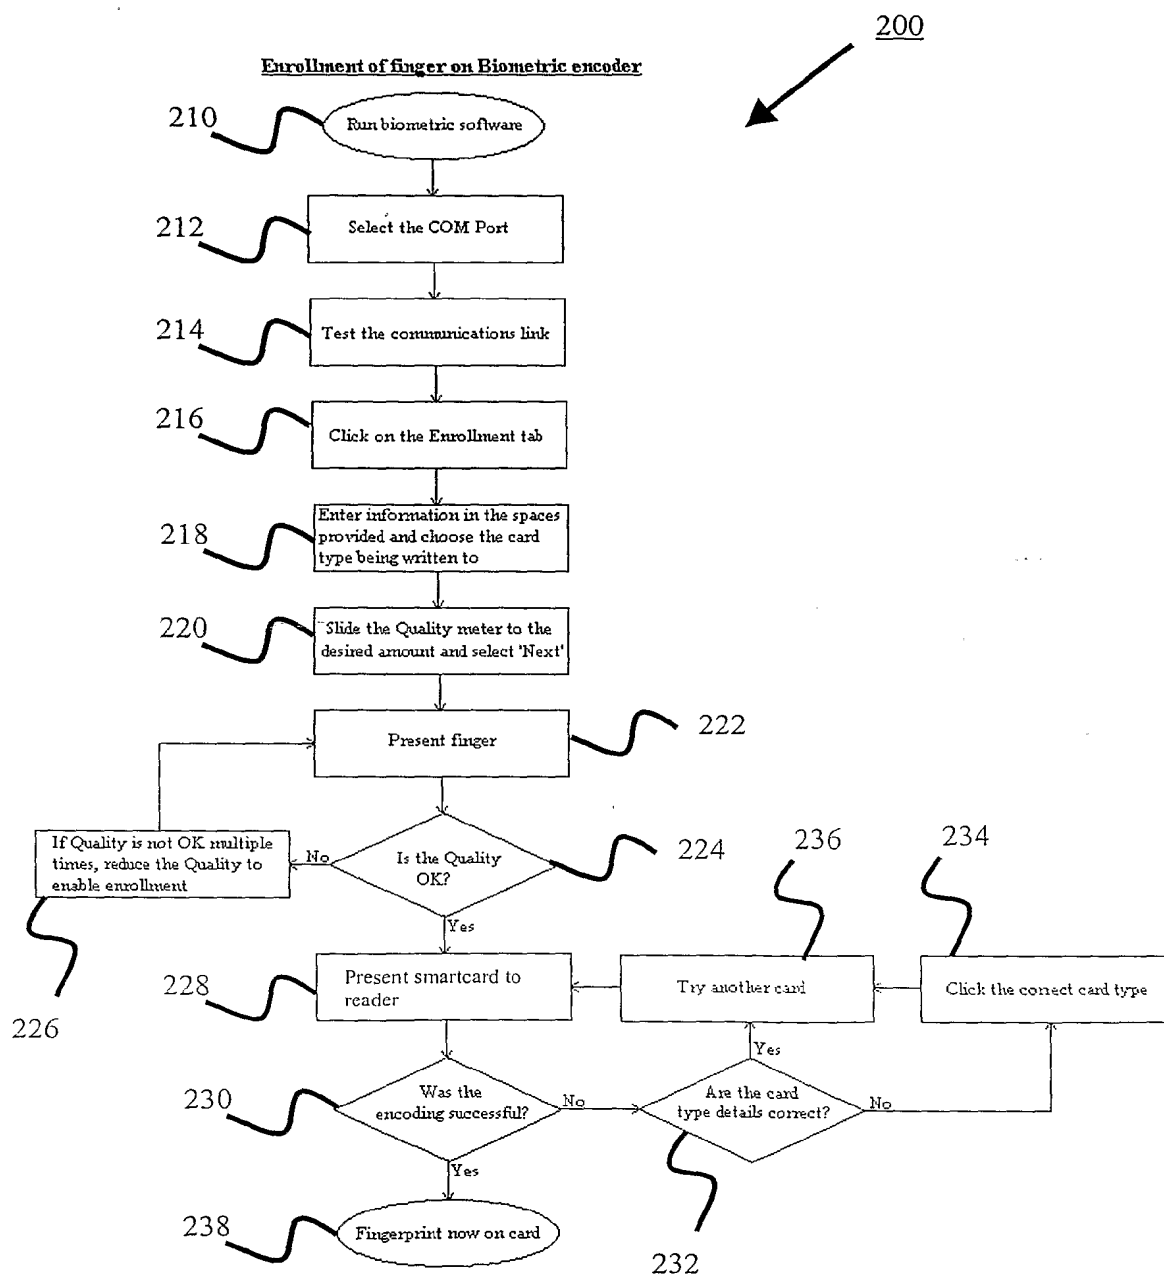 200
Enrollment of finger on Biometric encoder
210
Run biometric software
212
Select the COM Port
214
Test the communications link
216
Click on the Enrollment tab
218
Enter information in the spaces
provided and choose the card
type being written to
220
Slide the Quality meter to the
desired amount and select 'Next'
222
Present finger
If Quality is not OK multiple
times, reduce the Quality to
enable enrollment
No
Is the Quality
OK?
224
236
234
Yes
226
228
Present smartcard to
reader
Try another card
Click the correct card type
Yes
230
Was the
encoding successful?
No
Are the card
type details correct?
No
Yes
238
Fingerprint now on card
232